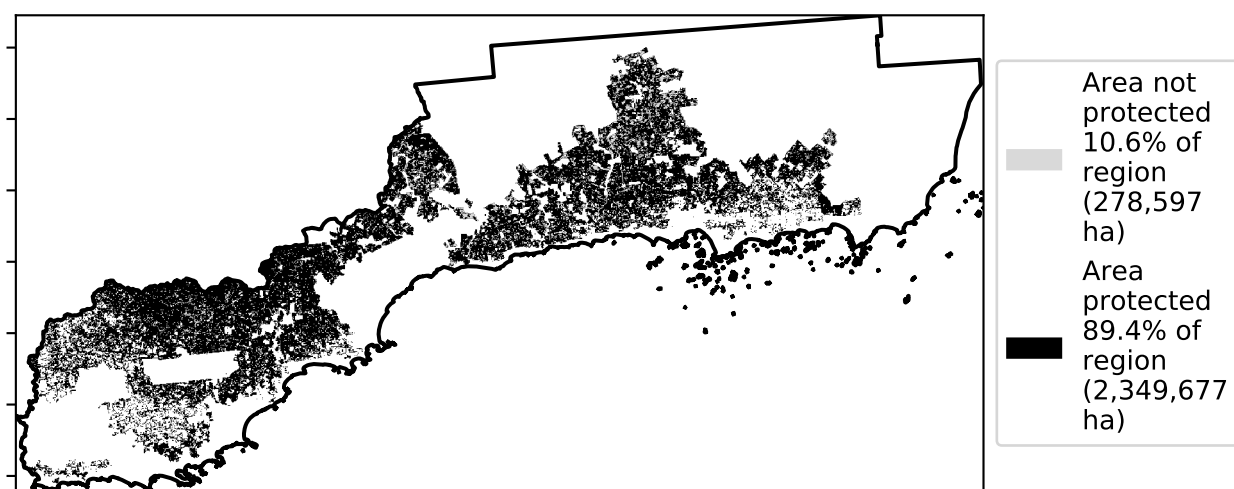 Area not
protected
10.6% of
region
(278,597
ha)
Area
protected
89.4% of
region
(2,349,677
ha)